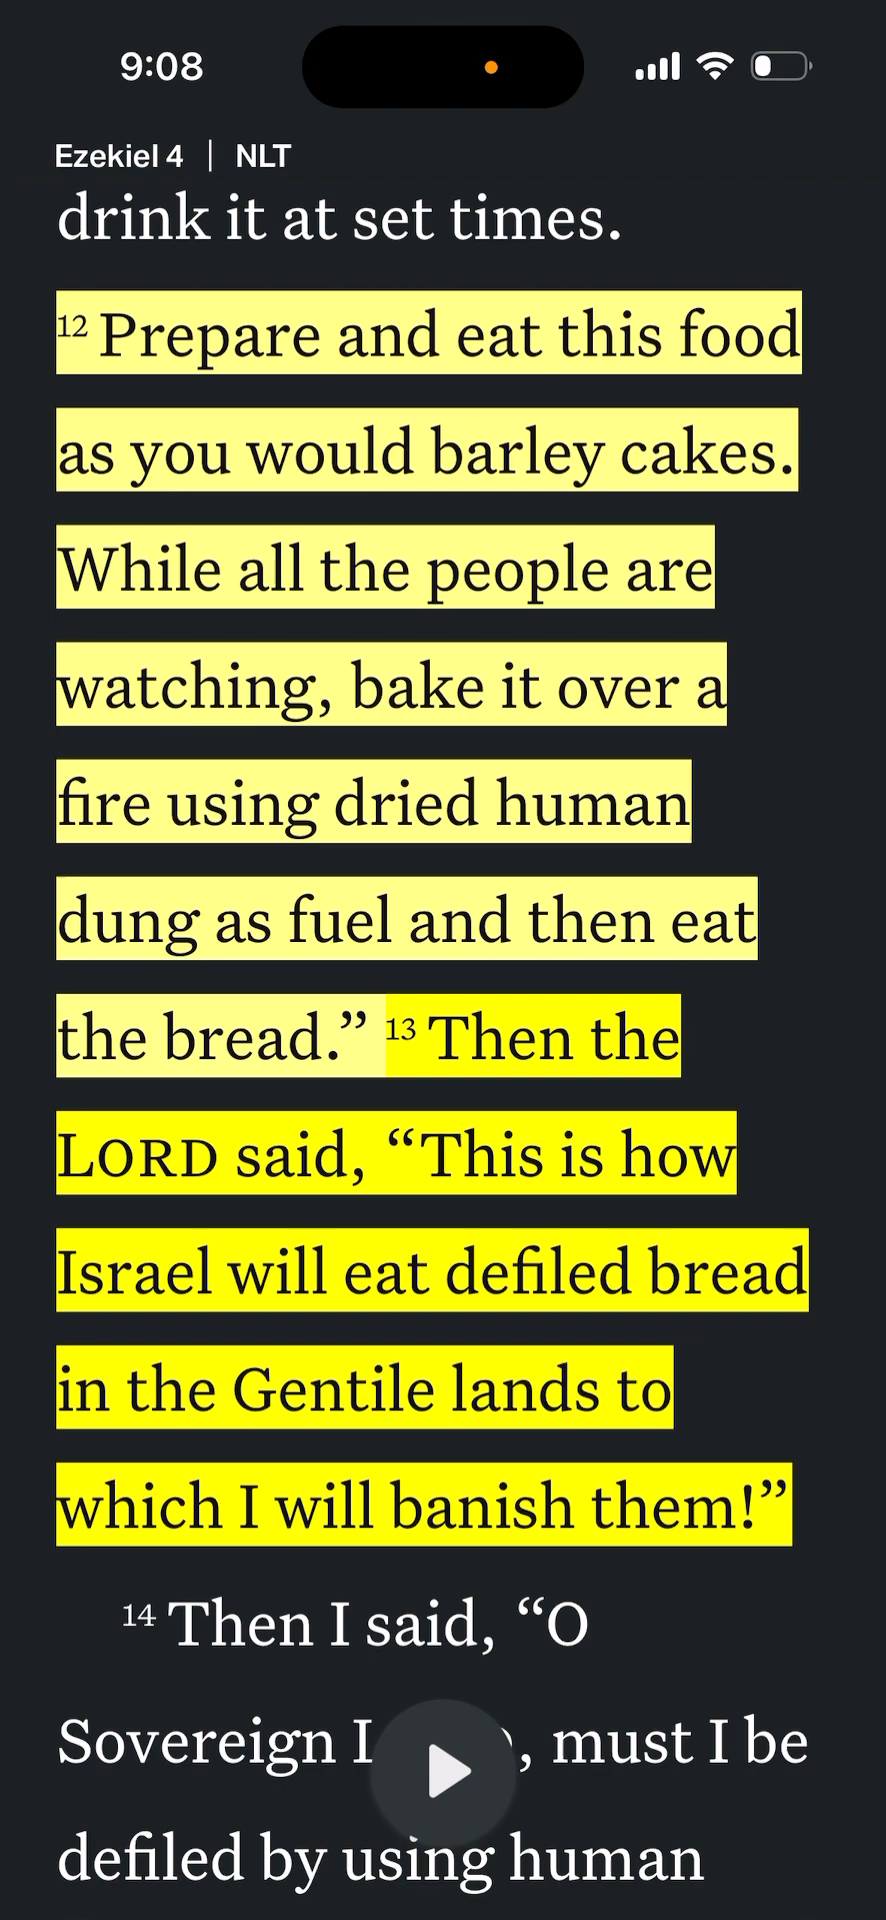 9:08
Ezekiel 4 | NLT
drink it at set times.
12 Prepare and eat this food
as you would barley cakes.
While all the people are
watching, bake it over a
fire using dried human
dung as fuel and then eat
the bread.” 13 Then the
LORD said, “This is how
Israel will eat defiled bread
in the Gentile lands to
which I will banish them!”
14 Then I said, “O
Sovereign , must I be
defiled by using human